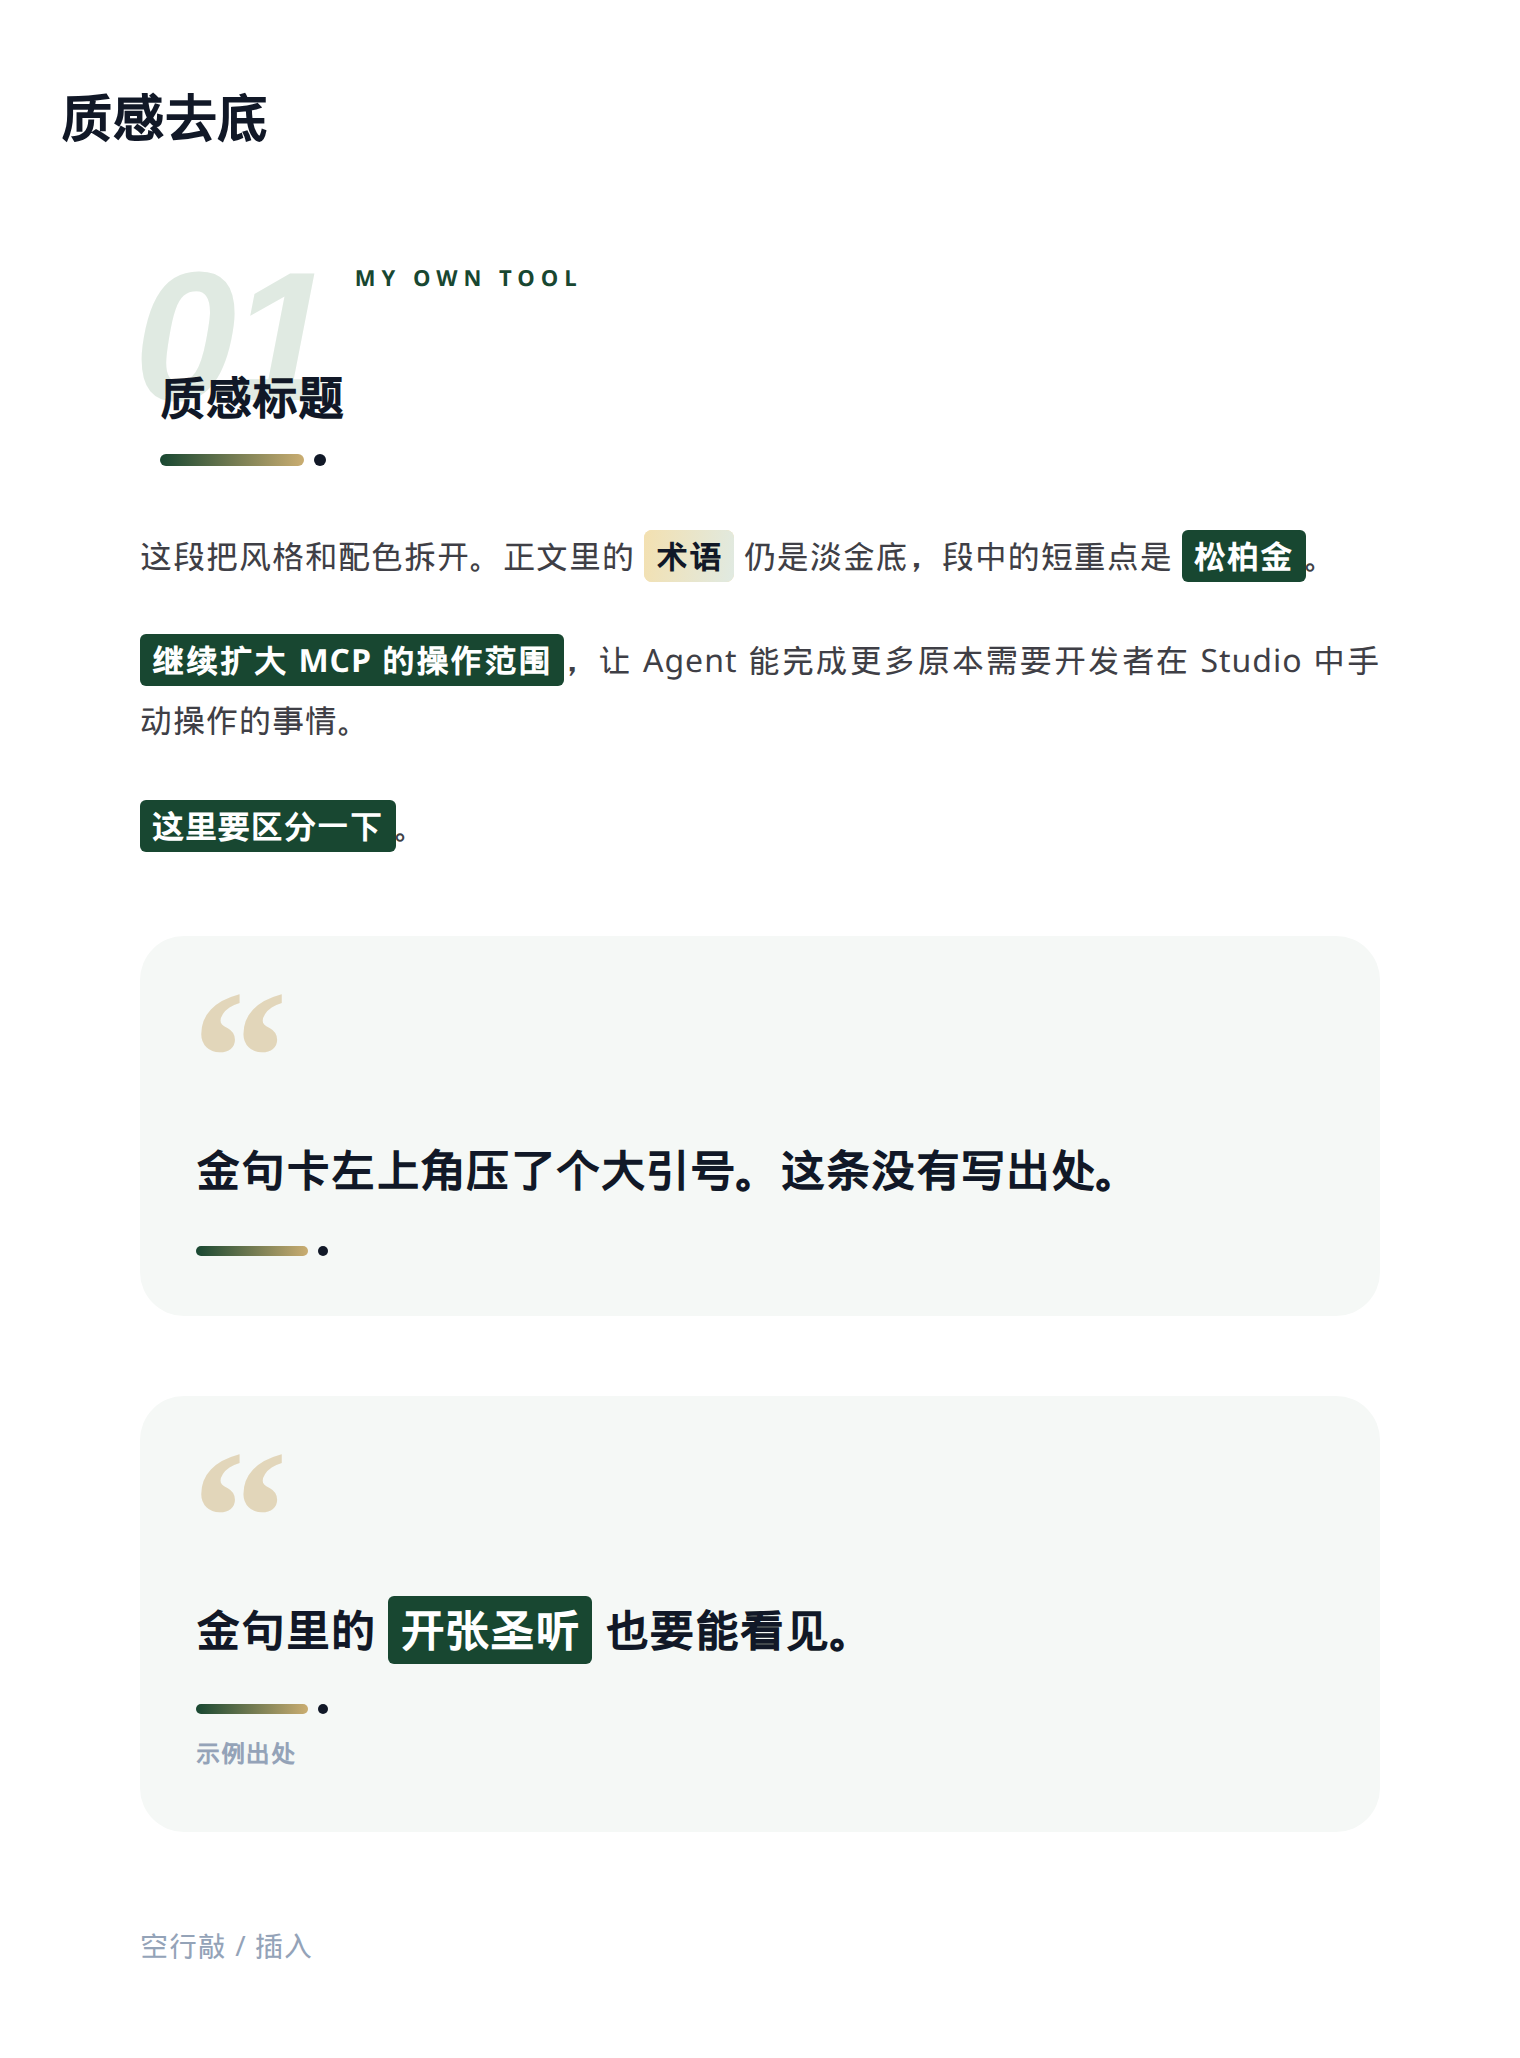 质感去底
01
MY OWN TOOL
质感标题
这段把风格和配色拆开。正文里的 术语 仍是淡金底，段中的短重点是 松柏金。
继续扩大 MCP 的操作范围，让 Agent 能完成更多原本需要开发者在 Studio 中手
动操作的事情。
这里要区分一下。
“
金句卡左上角压了个大引号。这条没有写出处。
“
金句里的 开张圣听 也要能看见。
示例出处
空行敲 / 插入